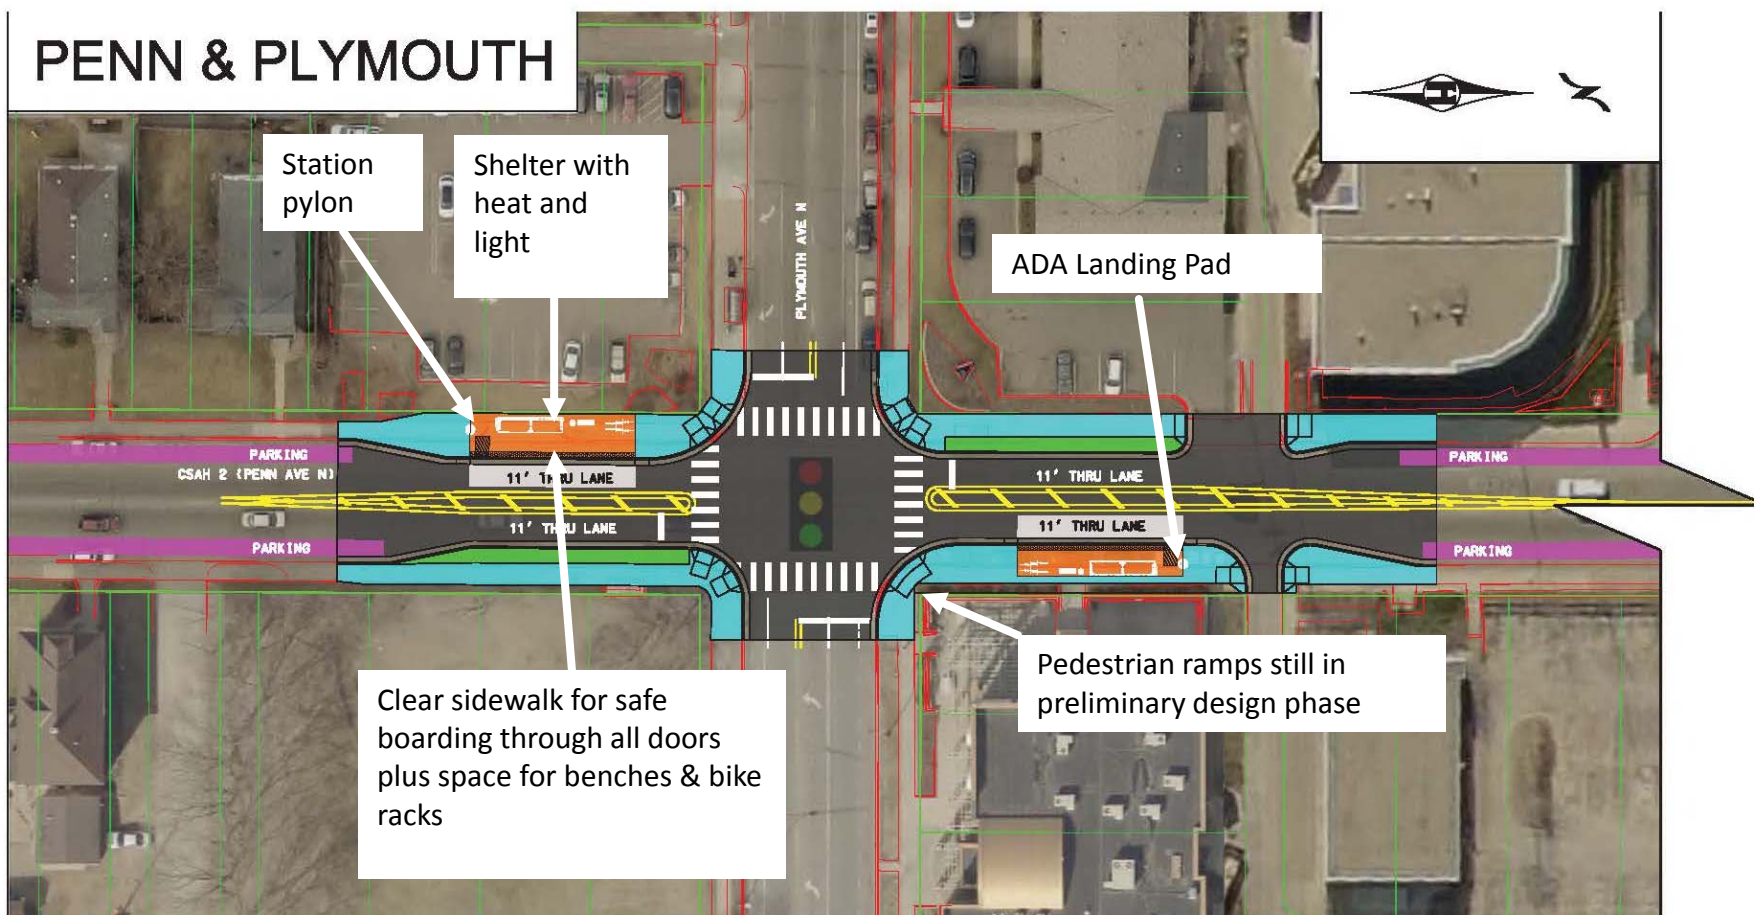 PENN & PLYMOUTH
Station
pylon
Shelter with
heat and
light
ADA Landing Pad
PLYMOUTH AVE N
PARKING
CSAH 2 (PENN AVE N)
11' THRU LANE
11' THRU LANE
PARKING
11' THRU LANE
11' THRU LANE
PARKING
PARKING
Clear sidewalk for safe
boarding through all doors
plus space for benches & bike
racks
Pedestrian ramps still in
preliminary design phase
H
N